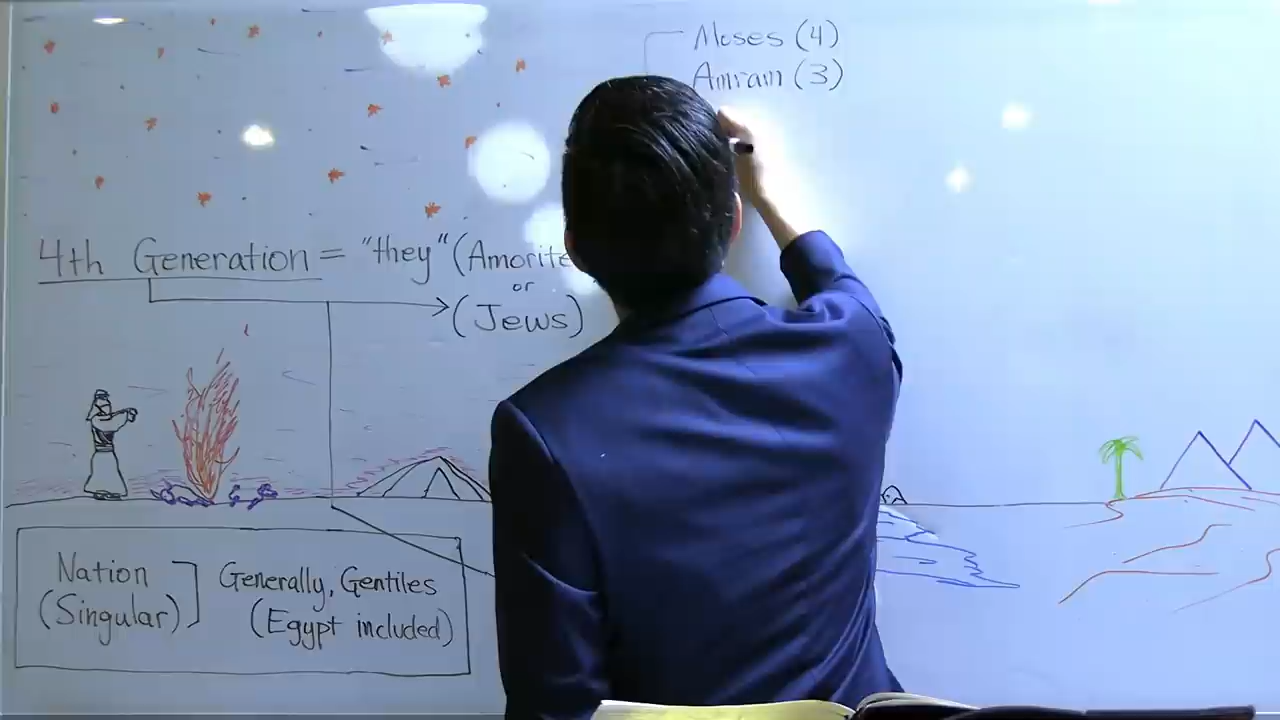 Moses (4)
Amram (3)
4th Generation = "they" (Amorite
or
(Jews)
Nation
(Singular)
Generally, Gentiles
(Egypt included)